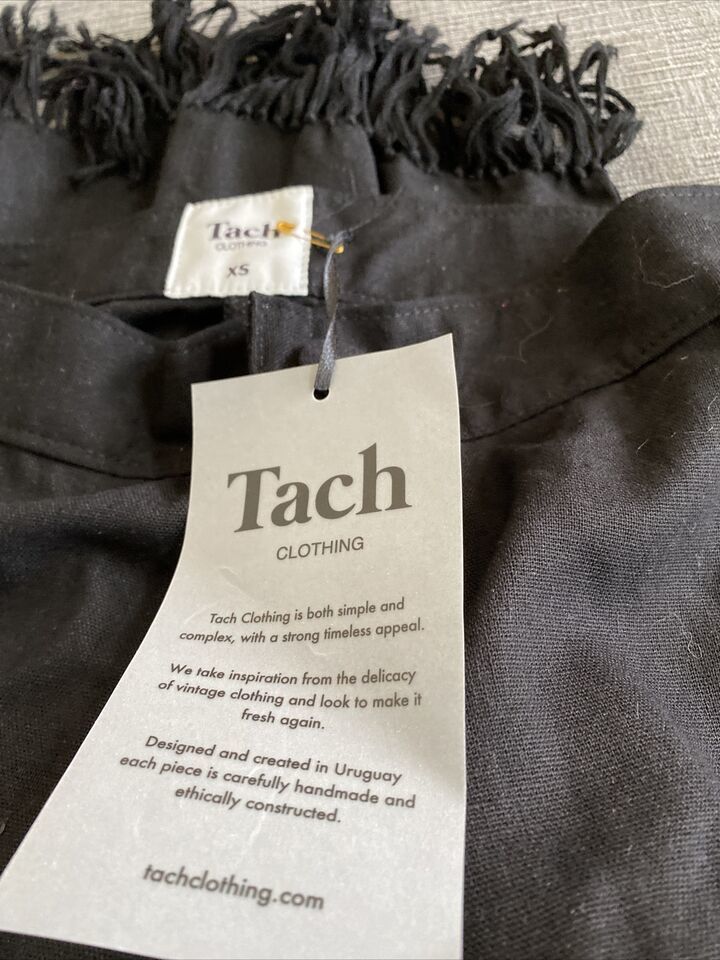 Tach
CLOTHING
XS
Tach
CLOTHING
Tach Clothing is both simple and
complex, with a strong timeless appeal.
We take inspiration from the delicacy
of vintage clothing and look to make it
fresh again.
Designed and created in Uruguay
each piece is carefully handmade and
ethically constructed.
tachclothing.com